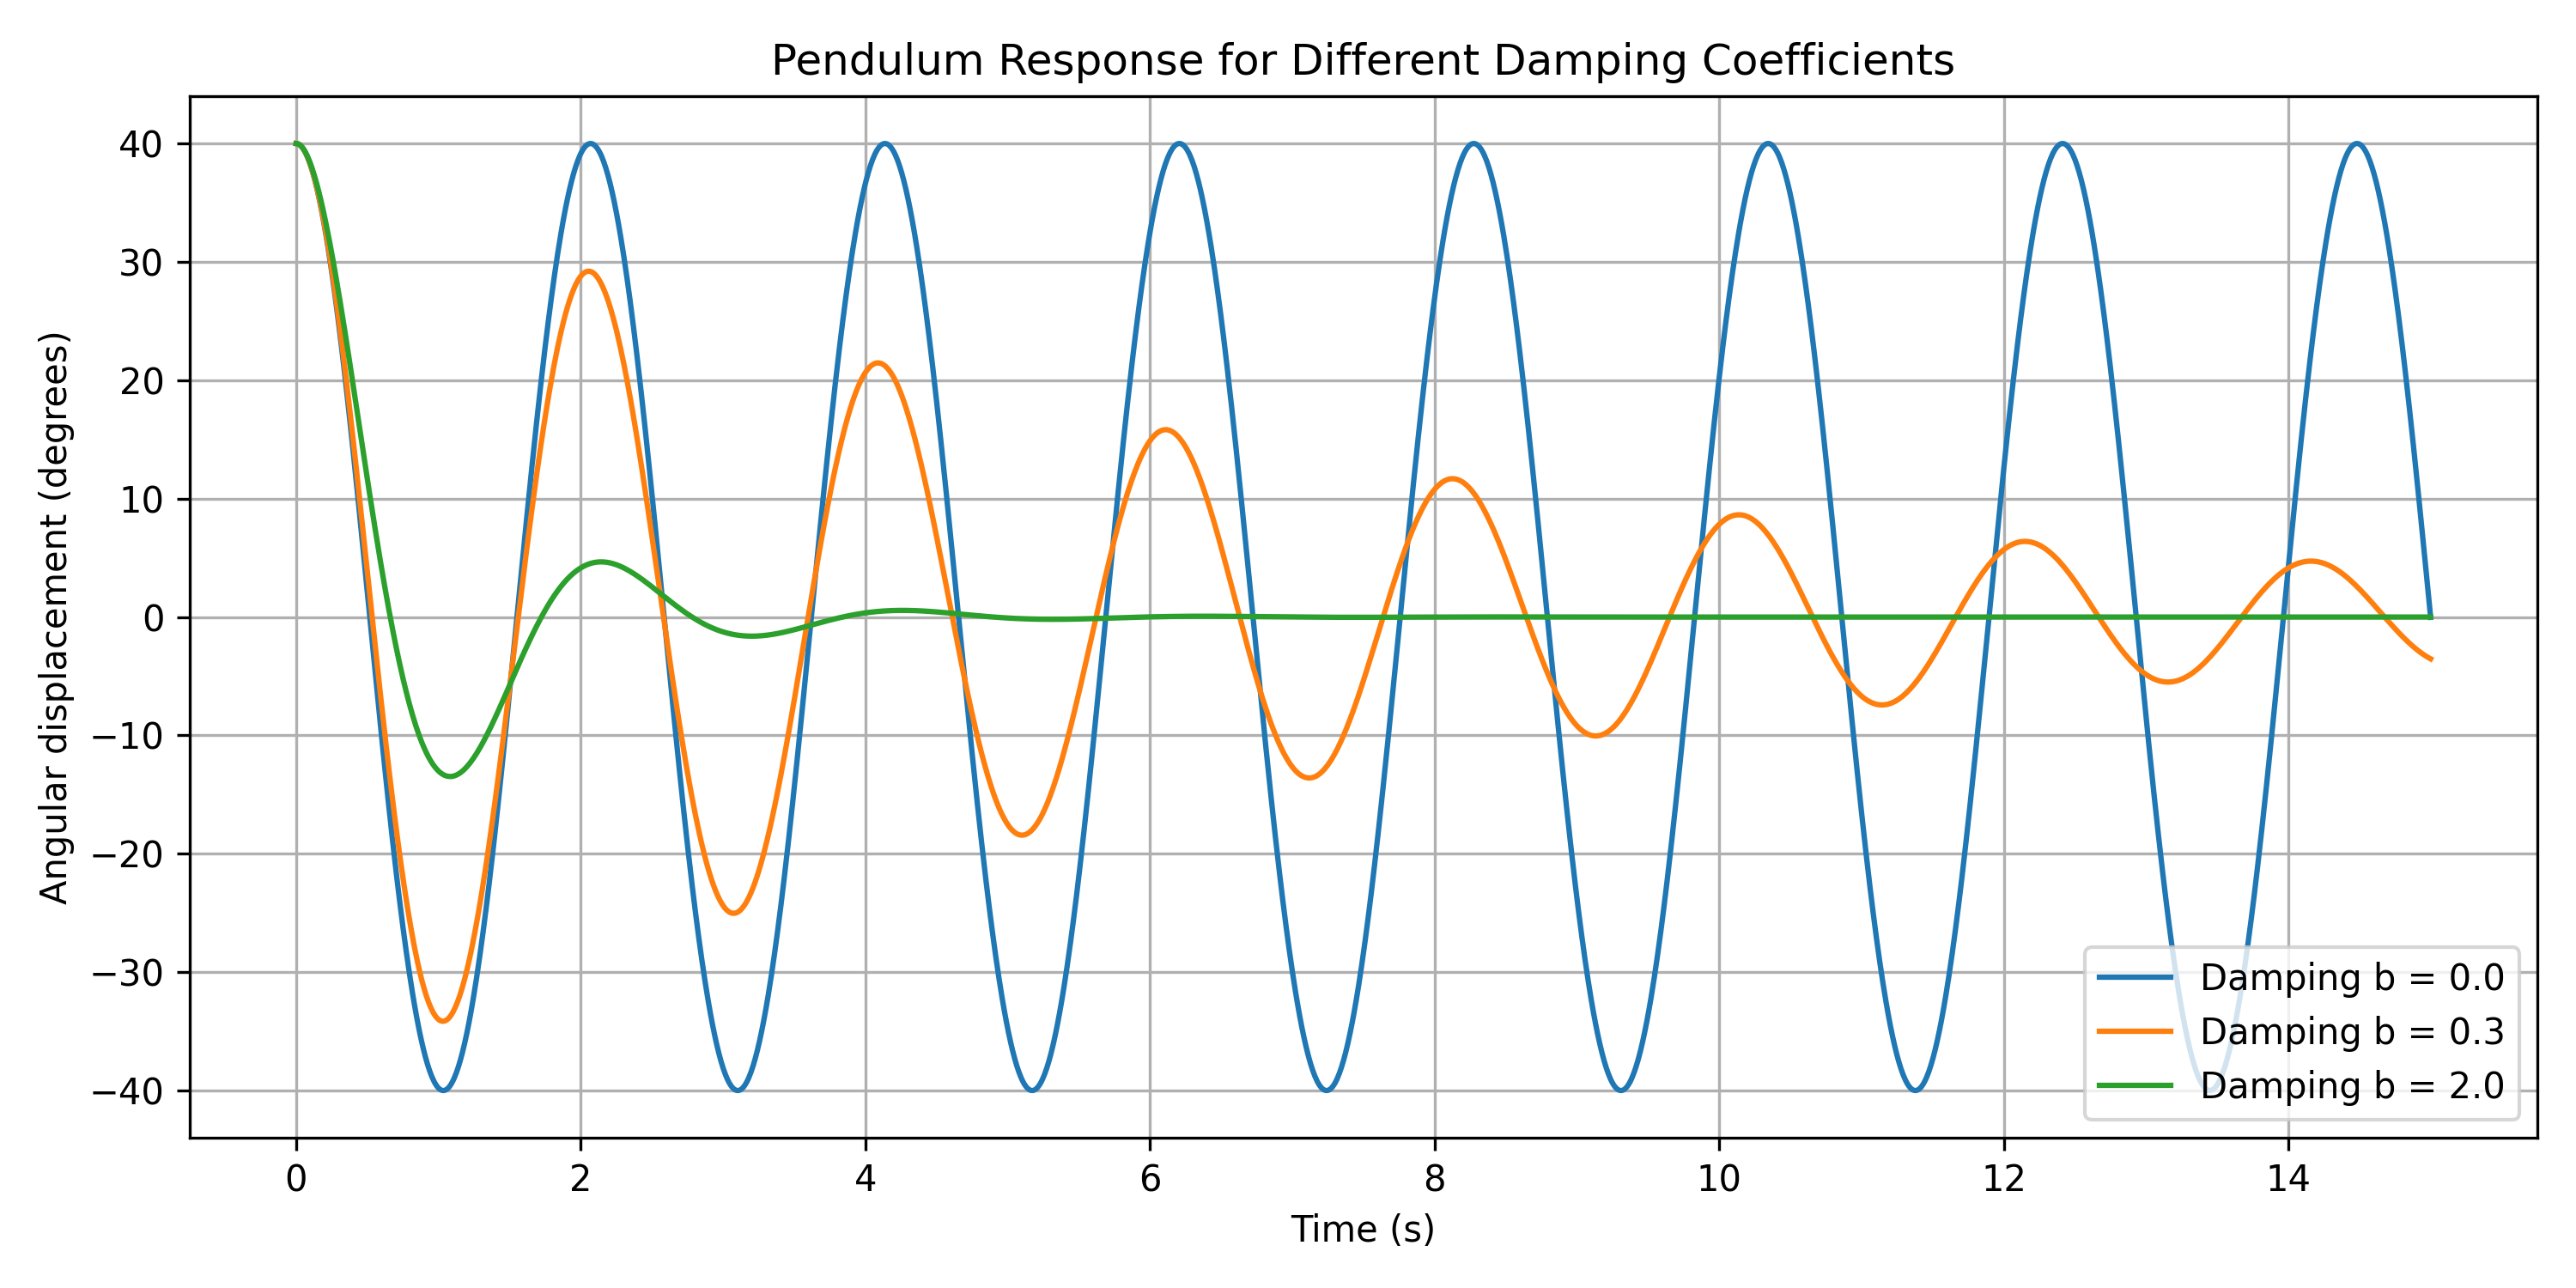 Pendulum Response for Different Damping Coefficients
Angular displacement (degrees)
40
30
20
10
0
−10
−20
−30
−40
Damping b = 0.0
Damping b = 0.3
Damping b = 2.0
0 2 4 6 8 10 12 14
Time (s)